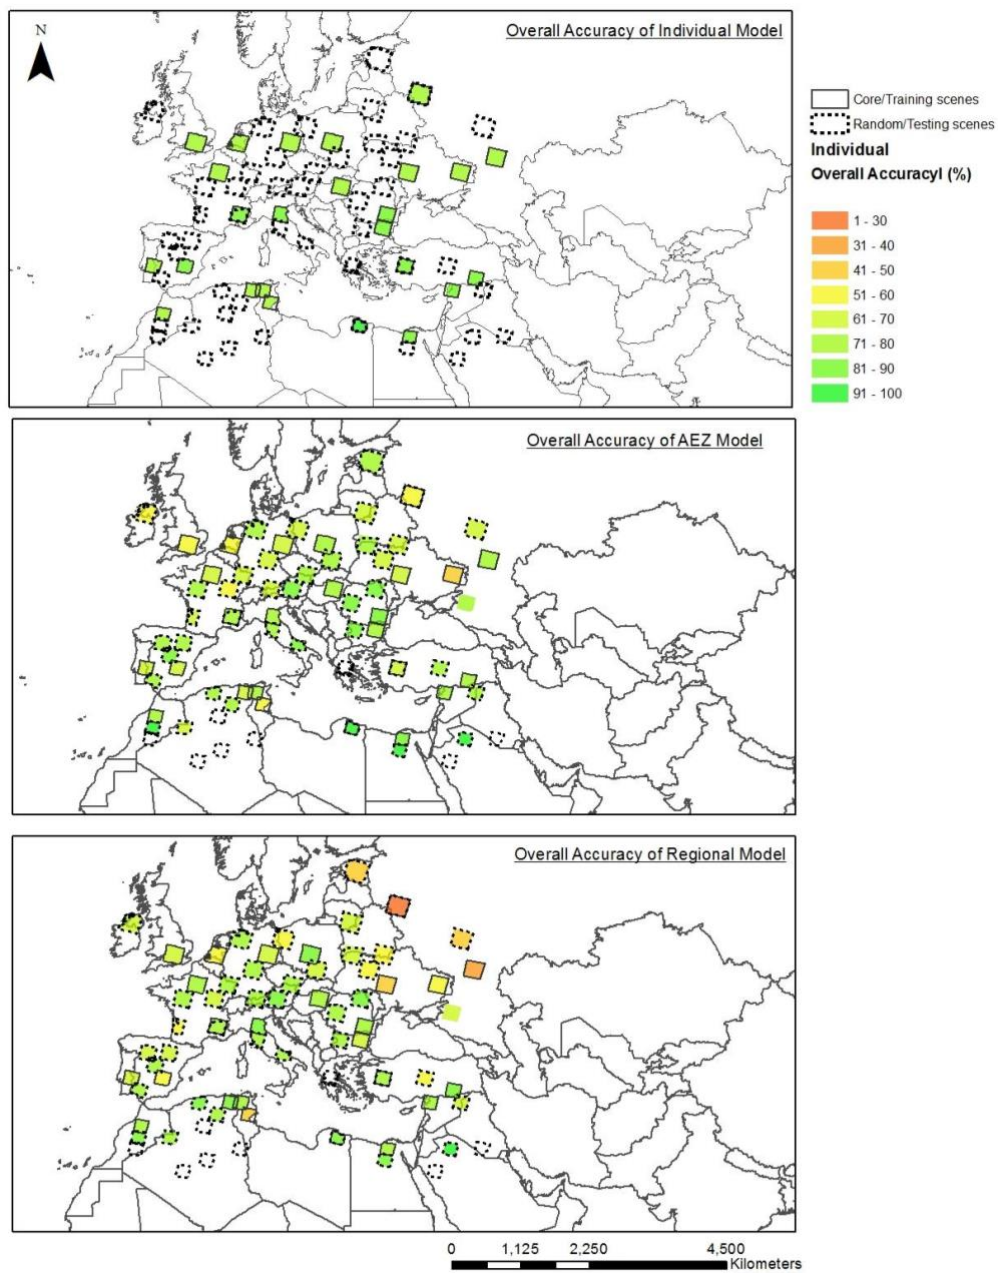 N
Overall Accuracy of Individual Model
Core/Training scenes
Random/Testing scenes
Individual
Overall Accuracyl (%)
1 - 30
31 - 40
41 - 50
51 - 60
61 - 70
71 - 80
81 - 90
91 - 100
Overall Accuracy of AEZ Model
Overall Accuracy of Regional Model
0 1,125 2,250 4,500
Kilometers